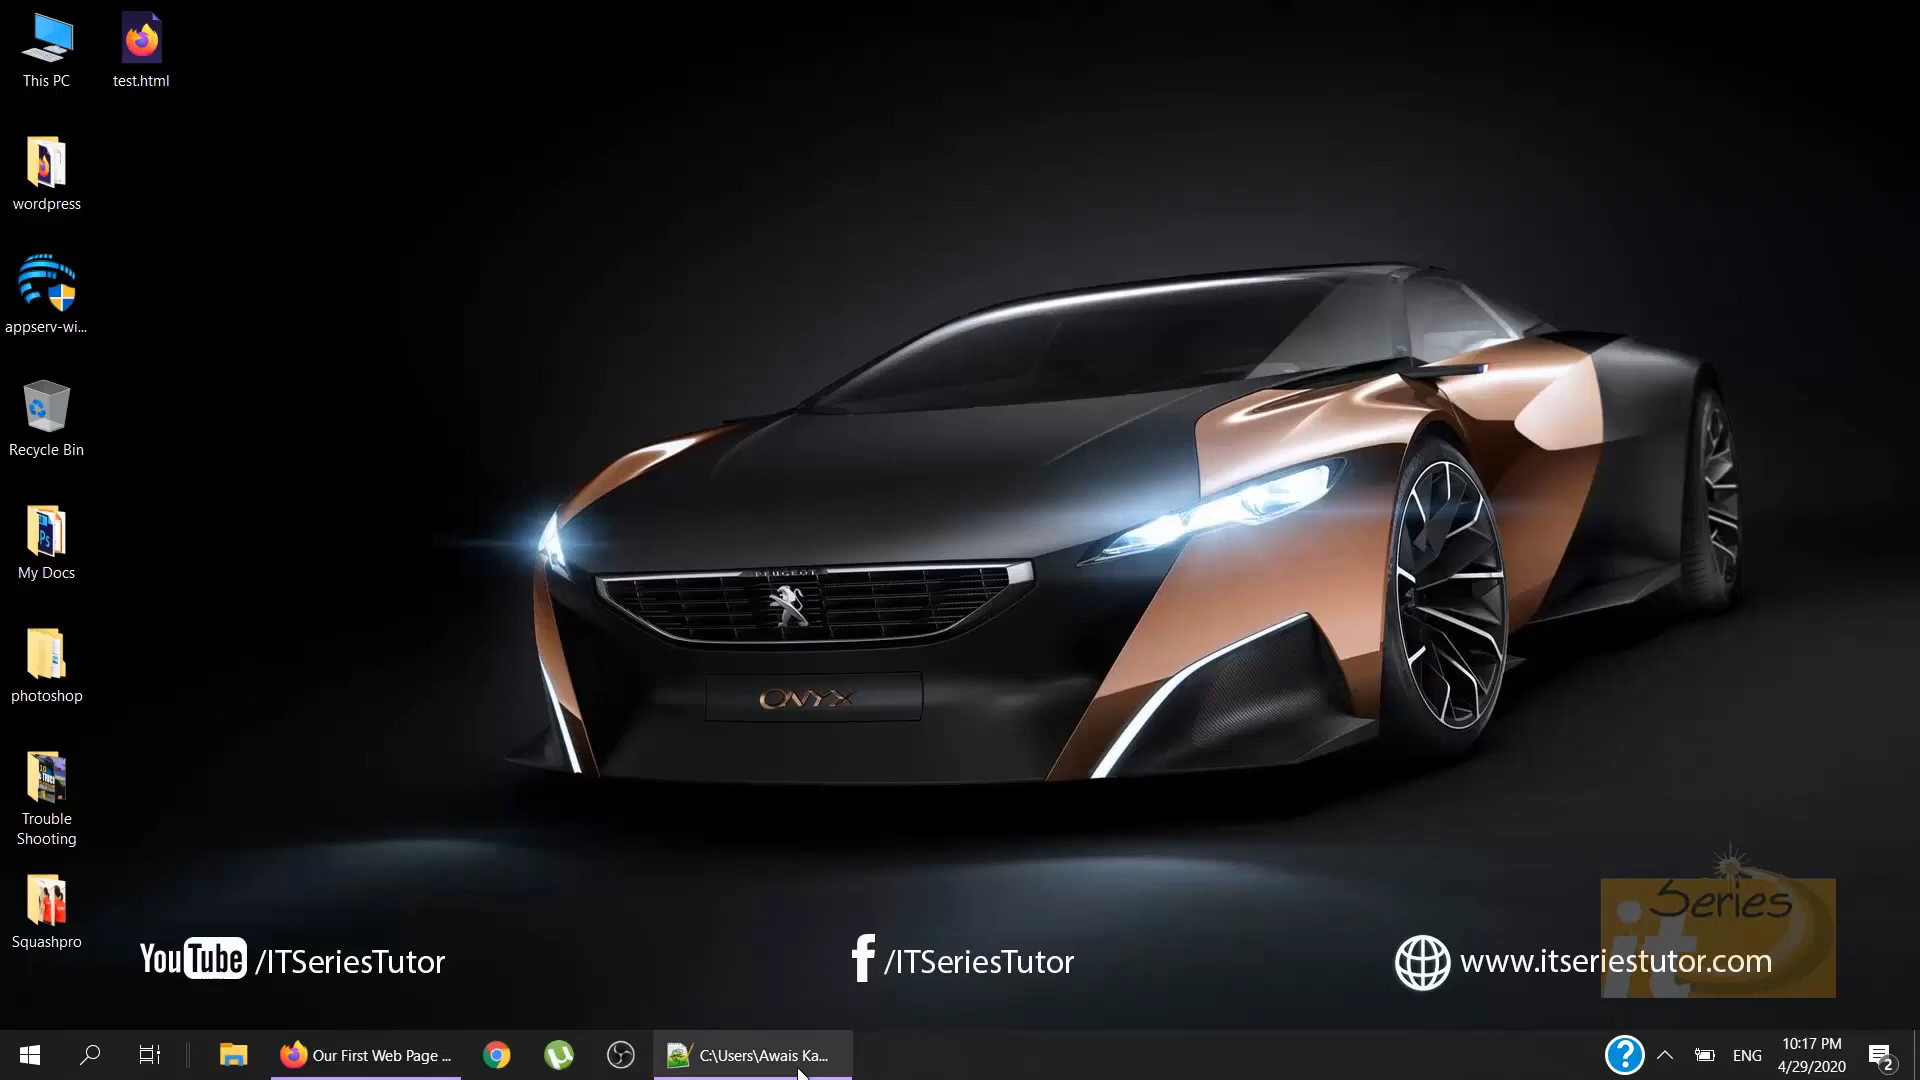 This PC
test.html
wordpress
appserv-wi...
Recycle Bin
My Docs
photoshop
Trouble
Shooting
Squashpro
PEUGEOT
ONYX
Series
it
YouTube /ITSeriesTutor
f /ITSeriesTutor
www.itseriestutor.com
Our First Web Page ...
C:\Users\Awais Ka...
ENG
10:17 PM
4/29/2020
2